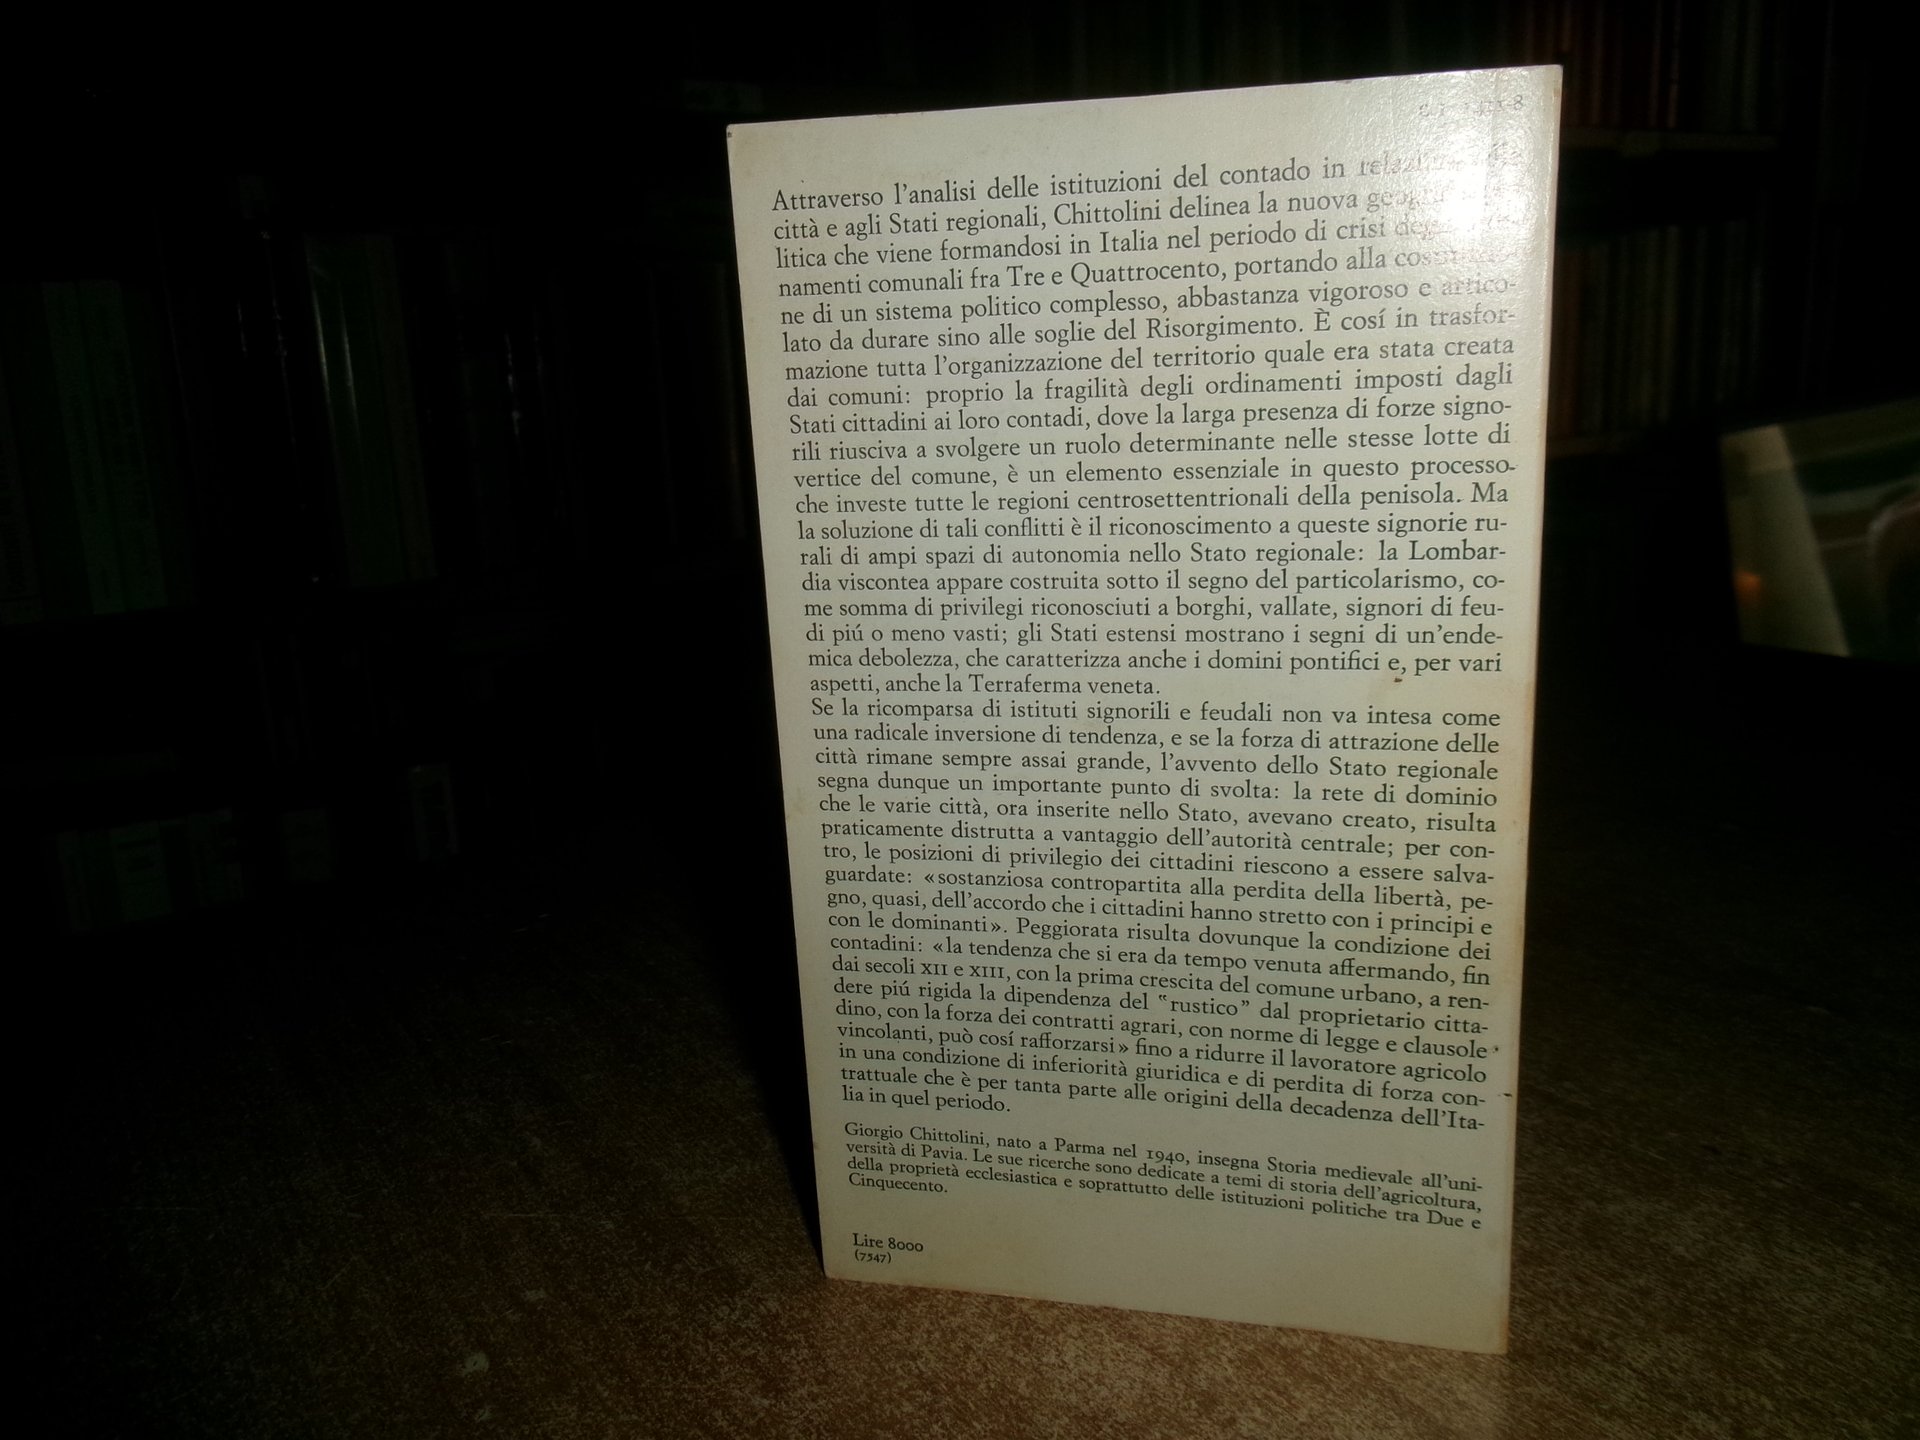 Attraverso l'analisi delle istituzioni del contado in
città e agli Stati regionali, Chittolini delinea la nuova
litica che viene formandosi in Italia nel periodo di crisi
namenti comunali fra Tre e Quattrocento, portando alla
ne di un sistema politico complesso, abbastanza vigoroso e artico-
lato da durare sino alle soglie del Risorgimento. È cosí in trasfor-
mazione tutta l'organizzazione del territorio quale era stata creata
dai comuni: proprio la fragilità degli ordinamenti imposti dagli
Stati cittadini ai loro contadi, dove la larga presenza di forze signo-
rili riusciva a svolgere un ruolo determinante nelle stesse lotte di
vertice del comune, è un elemento essenziale in questo processo
che investe tutte le regioni centrosettentrionali della penisola. Ma
la soluzione di tali conflitti è il riconoscimento a queste signorie ru-
rali di ampi spazi di autonomia nello Stato regionale: la Lombar-
dia viscontea appare costruita sotto il segno del particolarismo, co-
me somma di privilegi riconosciuti a borghi, vallate, signori di feu-
di piú o meno vasti; gli Stati estensi mostrano i segni di un'ende-
mica debolezza, che caratterizza anche i domini pontifici e, per vari
aspetti, anche la Terraferma veneta.
Se la ricomparsa di istituti signorili e feudali non va intesa come
una radicale inversione di tendenza, e se la forza di attrazione delle
città rimane sempre assai grande, l'avvento dello Stato regionale
segna dunque un importante punto di svolta: la rete di dominio
che le varie città, ora inserite nello Stato, avevano creato, risulta
praticamente distrutta a vantaggio dell'autorità centrale; per con-
tro, le posizioni di privilegio dei cittadini riescono a essere salva-
guardate: «sostanziosa contropartita alla perdita della libertà, pe-
gno, quasi, dell'accordo che i cittadini hanno stretto con i principi e
con le dominanti». Peggiorata risulta dovunque la condizione dei
contadini: «la tendenza che si era da tempo venuta affermando, fin
dai secoli XII e XIII, con la prima crescita del comune urbano, a ren-
dere piú rigida la dipendenza del "rustico" dal proprietario citta-
dino, con la forza dei contratti agrari, con norme di legge e clausole
vincolanti, può cosí rafforzarsi» fino a ridurre il lavoratore agricolo
in una condizione di inferiorità giuridica e di perdita di forza con-
trattuale che è per tanta parte alle origini della decadenza dell'Ita-
lia in quel periodo.
Giorgio Chittolini, nato a Parma nel 1940, insegna Storia medievale all'uni-
versità di Pavia. Le sue ricerche sono dedicate a temi di storia dell'agricoltura,
della proprietà ecclesiastica e soprattutto delle istituzioni politiche tra Due e
Cinquecento.
Lire 8000
(7547)